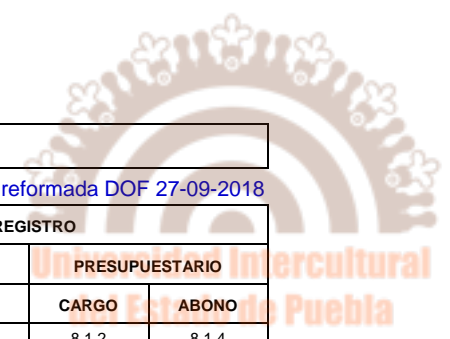 reformada DOF 27-09-2018
REGISTRO
PRESUPUESTARIO
Universidad Intercultural
del Estado de Puebla
CARGO ABONO
8.1.2 8.1.4